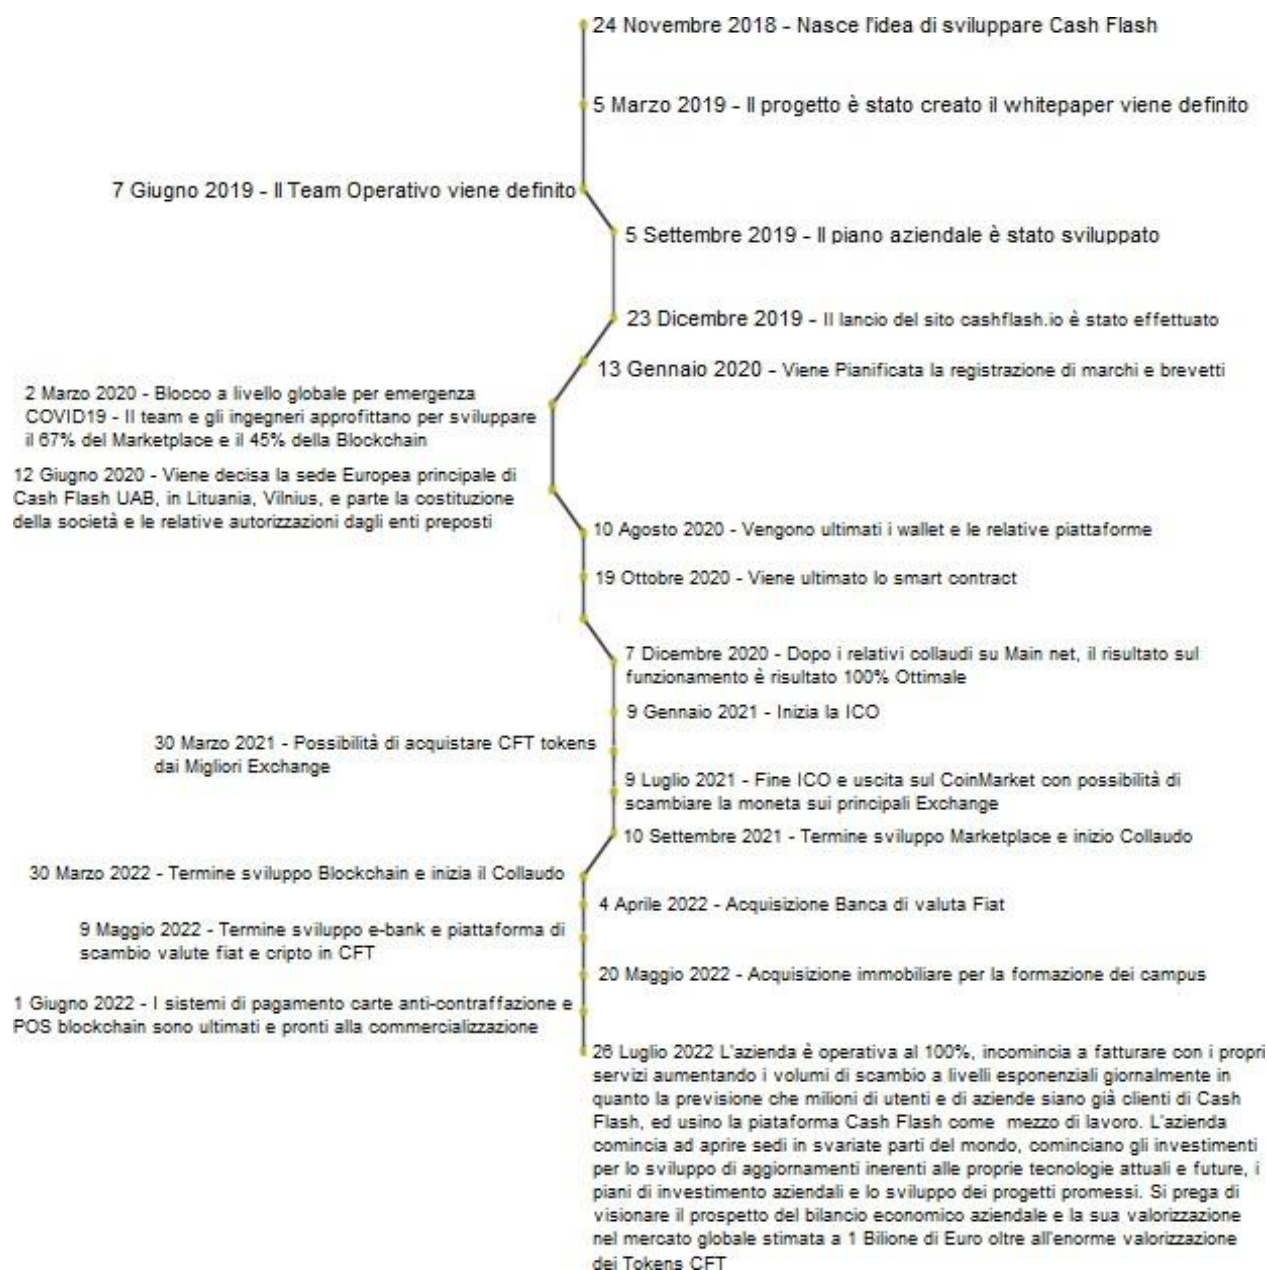 24 Novembre 2018 - Nasce l'idea di sviluppare Cash Flash
5 Marzo 2019 - Il progetto è stato creato il whitepaper viene definito
7 Giugno 2019 - Il Team Operativo viene definito
5 Settembre 2019 - Il piano aziendale è stato sviluppato
23 Dicembre 2019 - Il lancio del sito cashflash.io è stato effettuato
13 Gennaio 2020 - Viene Pianificata la registrazione di marchi e brevetti
2 Marzo 2020 - Blocco a livello globale per emergenza
COVID19 - Il team e gli ingegneri approfittano per sviluppare
il 67% del Marketplace e il 45% della Blockchain
12 Giugno 2020 - Viene decisa la sede Europea principale di
Cash Flash UAB, in Lituania, Vilnius, e parte la costituzione
della società e le relative autorizzazioni dagli enti preposti
10 Agosto 2020 - Vengono ultimati i wallet e le relative piattaforme
19 Ottobre 2020 - Viene ultimato lo smart contract
7 Dicembre 2020 - Dopo i relativi collaudi su Main net, il risultato sul
funzionamento è risultato 100% Ottimale
9 Gennaio 2021 - Inizia la ICO
30 Marzo 2021 - Possibilità di acquistare CFT tokens
dai Migliori Exchange
9 Luglio 2021 - Fine ICO e uscita sul CoinMarket con possibilità di
scambiare la moneta sui principali Exchange
10 Settembre 2021 - Termine sviluppo Marketplace e inizio Collaudo
30 Marzo 2022 - Termine sviluppo Blockchain e inizia il Collaudo
4 Aprile 2022 - Acquisizione Banca di valuta Fiat
9 Maggio 2022 - Termine sviluppo e-bank e piattaforma di
scambio valute fiat e cripto in CFT
20 Maggio 2022 - Acquisizione immobiliare per la formazione dei campus
1 Giugno 2022 - I sistemi di pagamento carte anti-contraffazione e
POS blockchain sono ultimati e pronti alla commercializzazione
26 Luglio 2022 L'azienda è operativa al 100%, incomincia a fatturare con i propri
servizi aumentando i volumi di scambio a livelli esponenziali giornalmente in
quanto la previsione che milioni di utenti e di aziende siano già clienti di Cash
Flash, ed usino la piataforma Cash Flash come mezzo di lavoro. L'azienda
comincia ad aprire sedi in svariate parti del mondo, cominciano gli investimenti
per lo sviluppo di aggiornamenti inerenti alle proprie tecnologie attuali e future, i
piani di investimento aziendali e lo sviluppo dei progetti promessi. Si prega di
visionare il prospetto del bilancio economico aziendale e la sua valorizzazione
nel mercato globale stimata a 1 Bilione di Euro oltre all'enorme valorizzazione
dei Tokens CFT